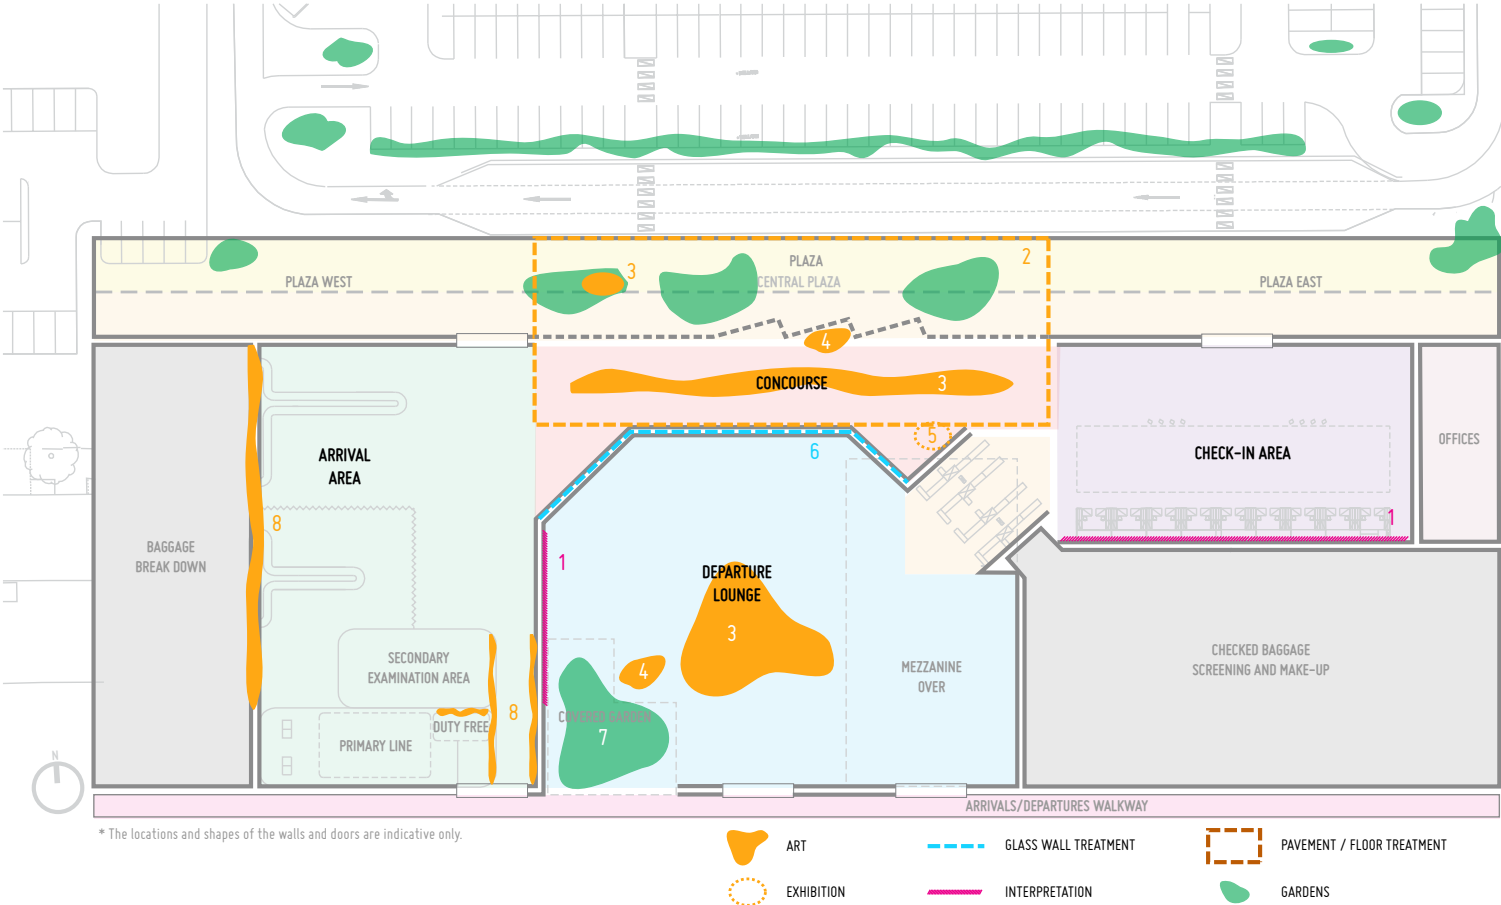 PLAZA WEST
3
PLAZA
CENTRAL PLAZA
2
PLAZA EAST
4
CONCOURSE
3
5
6
ARRIVAL
AREA
CHECK-IN AREA
OFFICES
8
1
BAGGAGE
BREAK DOWN
1
DEPARTURE
LOUNGE
3
SECONDARY
EXAMINATION AREA
4
MEZZANINE
OVER
CHECKED BAGGAGE
SCREENING AND MAKE-UP
8
DUTY FREE
COVERED GARDEN
7
PRIMARY LINE
N
ARRIVALS/DEPARTURES WALKWAY
* The locations and shapes of the walls and doors are indicative only.
ART
GLASS WALL TREATMENT
PAVEMENT / FLOOR TREATMENT
EXHIBITION
INTERPRETATION
GARDENS